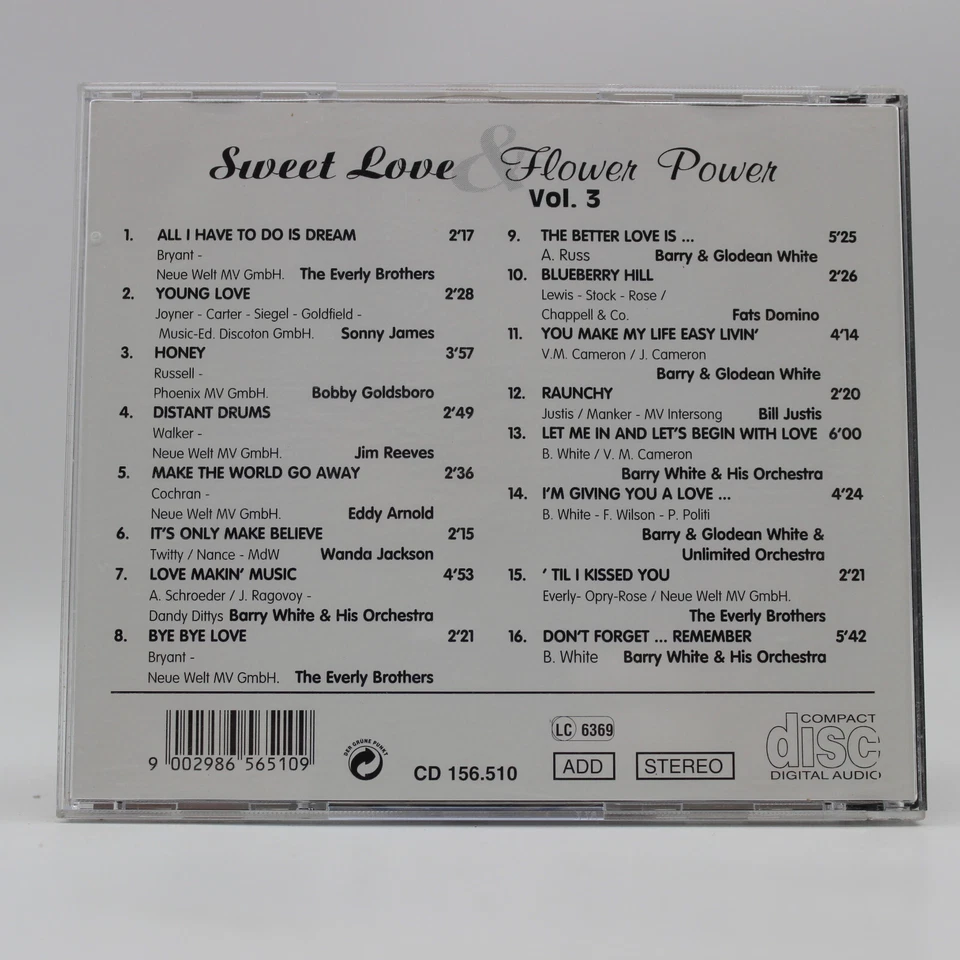 Sweet Love & Flower Power
Vol. 3
1. ALL I HAVE TO DO IS DREAM 2'17
Bryant -
Neue Welt MV GmbH. The Everly Brothers
2. YOUNG LOVE 2'28
Joyner - Carter - Siegel - Goldfield -
Music-Ed. Discoton GmbH. Sonny James
3. HONEY 3'57
Russell -
Phoenix MV GmbH. Bobby Goldsboro
4. DISTANT DRUMS 2'49
Walker -
Neue Welt MV GmbH. Jim Reeves
5. MAKE THE WORLD GO AWAY 2'36
Cochran -
Neue Welt MV GmbH. Eddy Arnold
6. IT'S ONLY MAKE BELIEVE 2'15
Twitty / Nance - MdW Wanda Jackson
7. LOVE MAKIN' MUSIC 4'53
A. Schroeder / J. Ragovoy -
Dandy Dittys Barry White & His Orchestra
8. BYE BYE LOVE 2'21
Bryant -
Neue Welt MV GmbH. The Everly Brothers
9. THE BETTER LOVE IS ... 5'25
A. Russ Barry & Glodean White
10. BLUEBERRY HILL 2'26
Lewis - Stock - Rose /
Chappell & Co. Fats Domino
11. YOU MAKE MY LIFE EASY LIVIN' 4'14
V.M. Cameron / J. Cameron
Barry & Glodean White
12. RAUNCHY 2'20
Justis / Manker - MV Intersong Bill Justis
13. LET ME IN AND LET'S BEGIN WITH LOVE 6'00
B. White / V. M. Cameron
Barry White & His Orchestra
14. I'M GIVING YOU A LOVE ... 4'24
B. White - F. Wilson - P. Politi
Barry & Glodean White &
Unlimited Orchestra
15. ' TIL I KISSED YOU 2'21
Everly- Opry-Rose / Neue Welt MV GmbH.
The Everly Brothers
16. DON'T FORGET ... REMEMBER 5'42
B. White Barry White & His Orchestra
9 002986 565109
DER GRÜNE PUNKT
CD 156.510
LC 6369
ADD STEREO
COMPACT
disc
DIGITAL AUDIO